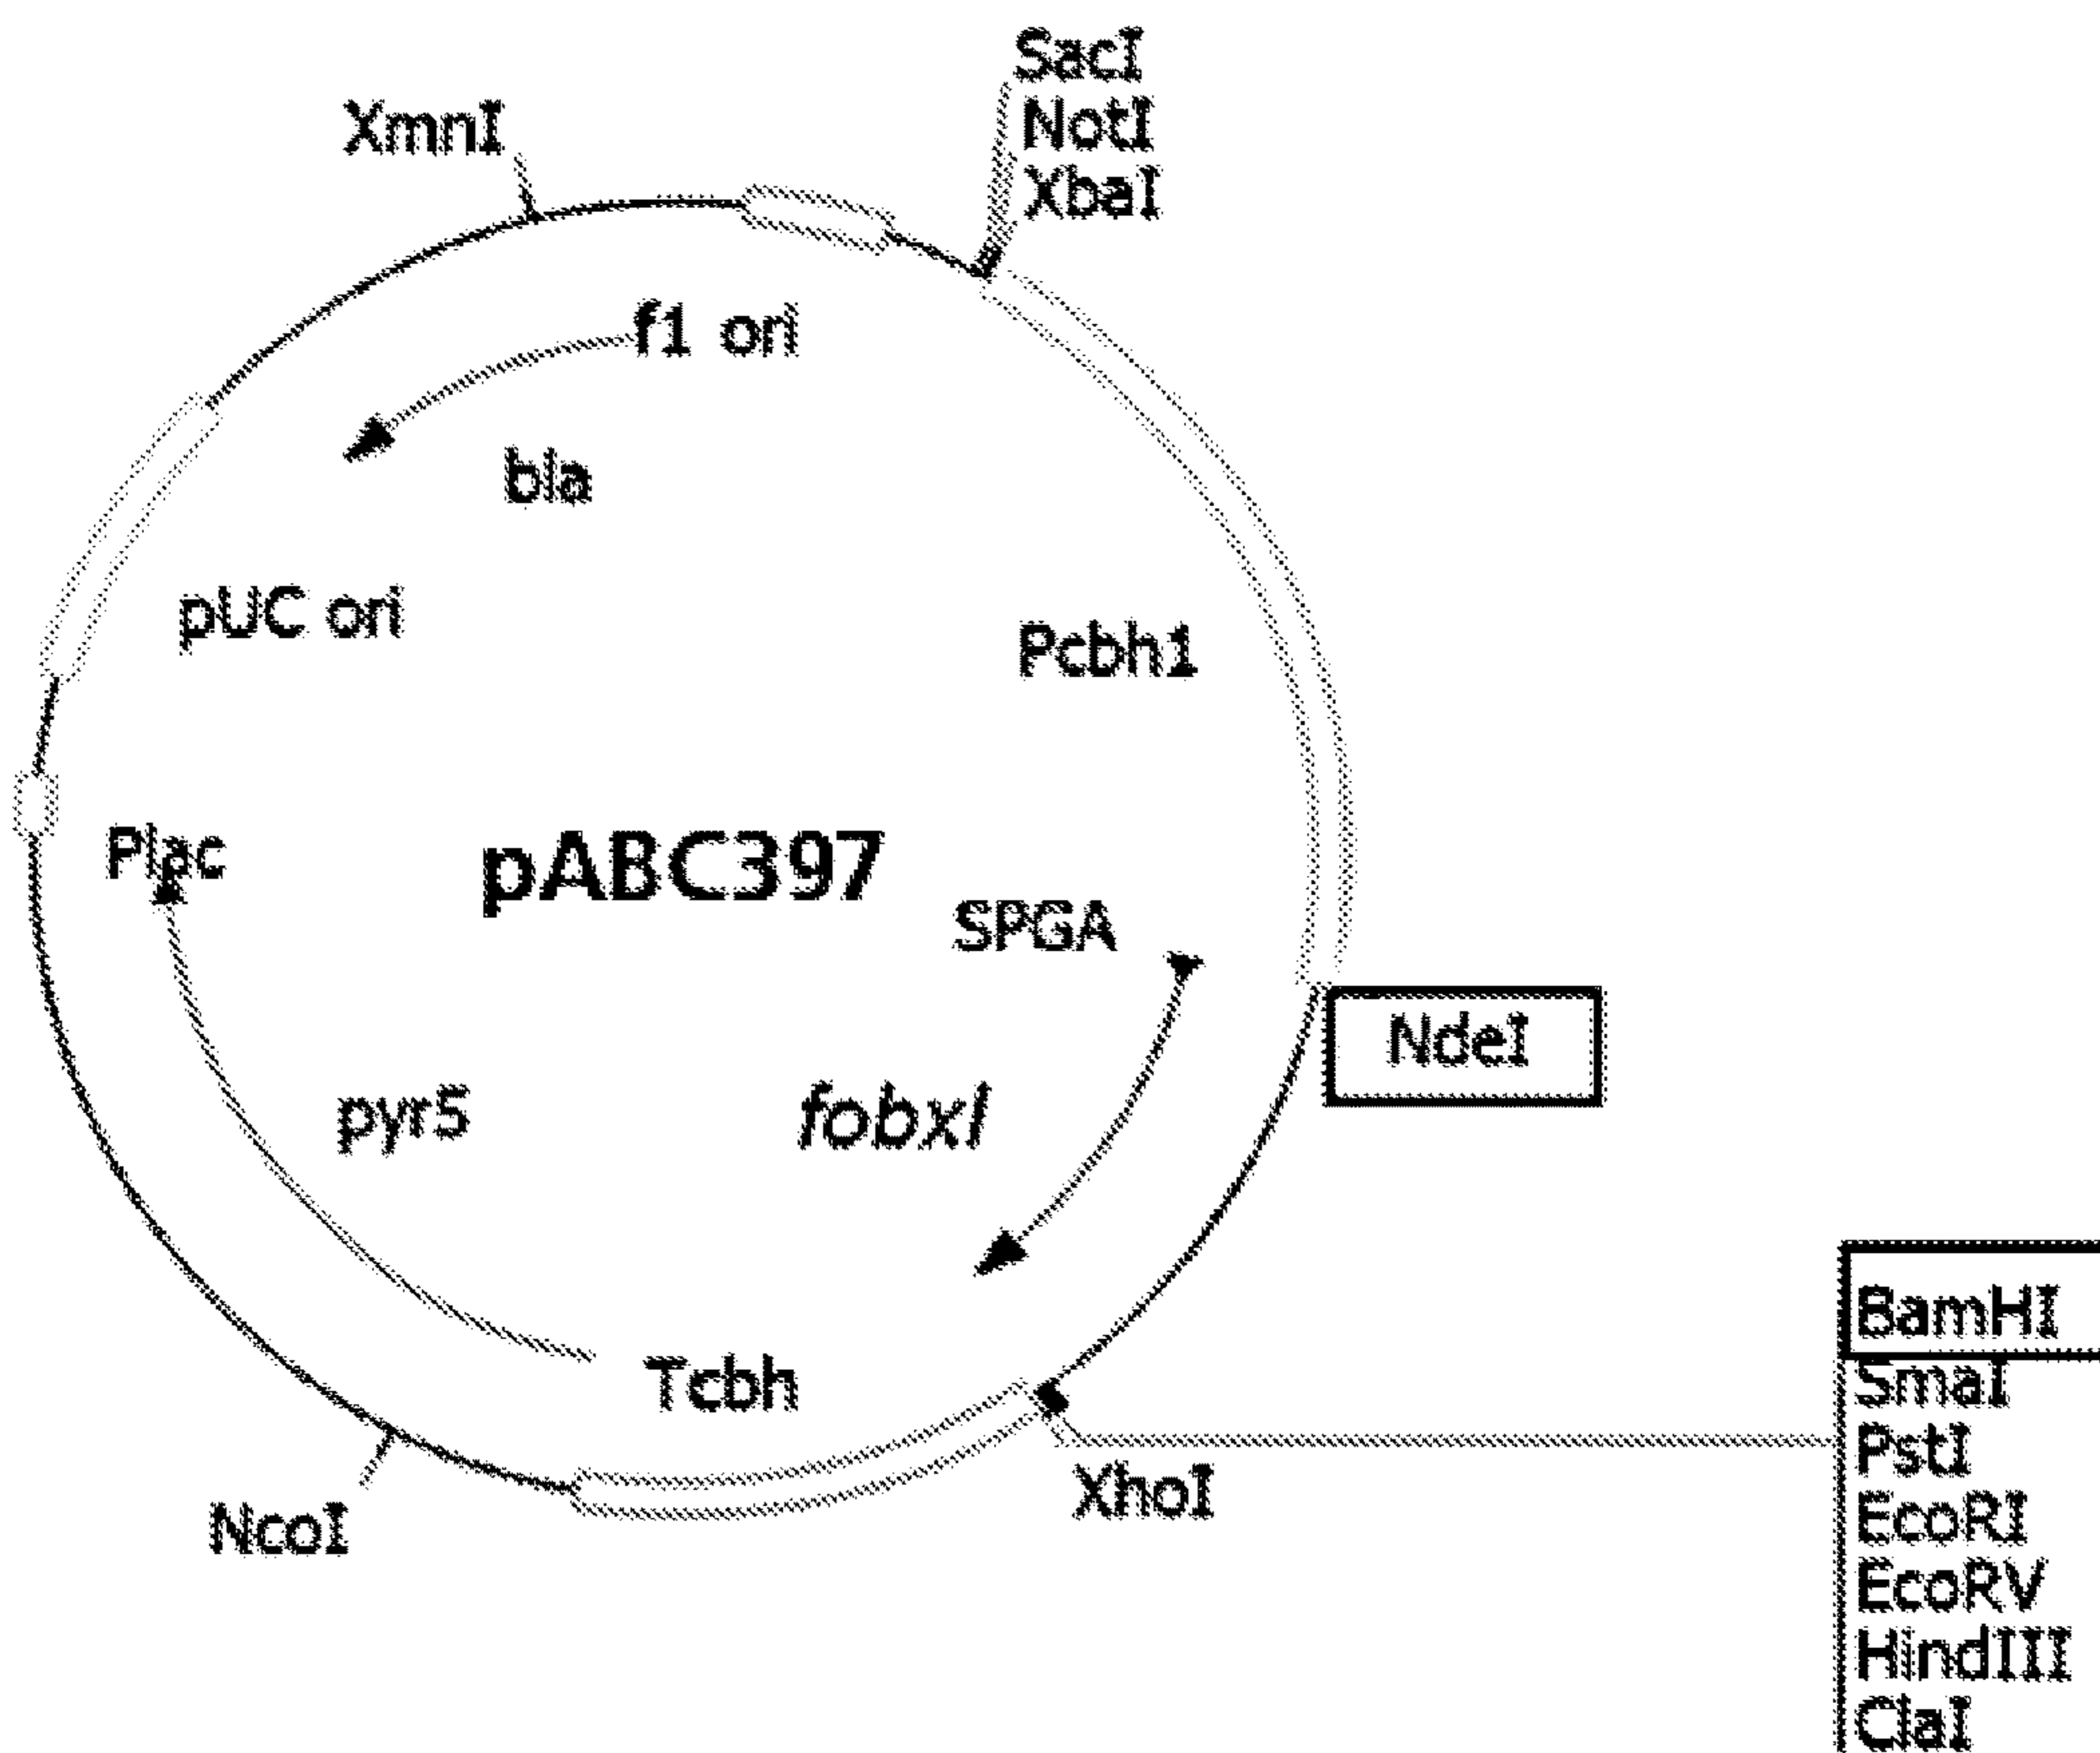 SacI
NotI
XbaI
XmnI
f1 ori
bla
pUC ori
Pcbh1
Plac
pABC397
SPGA
NdeI
pyr5
fobxl
Tcbh
XhoI
NcoI
BamHI
SmaI
PstI
EcoRI
EcoRV
HindIII
ClaI